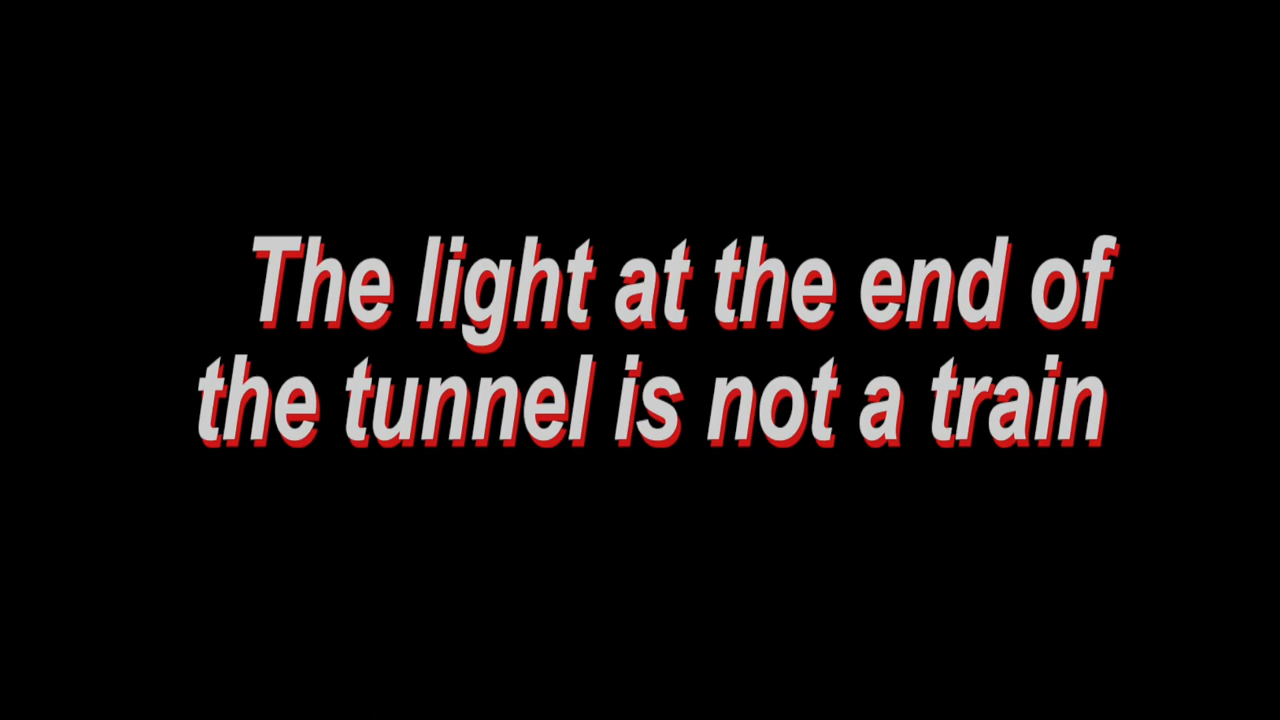 The light at the end of
the tunnel is not a train